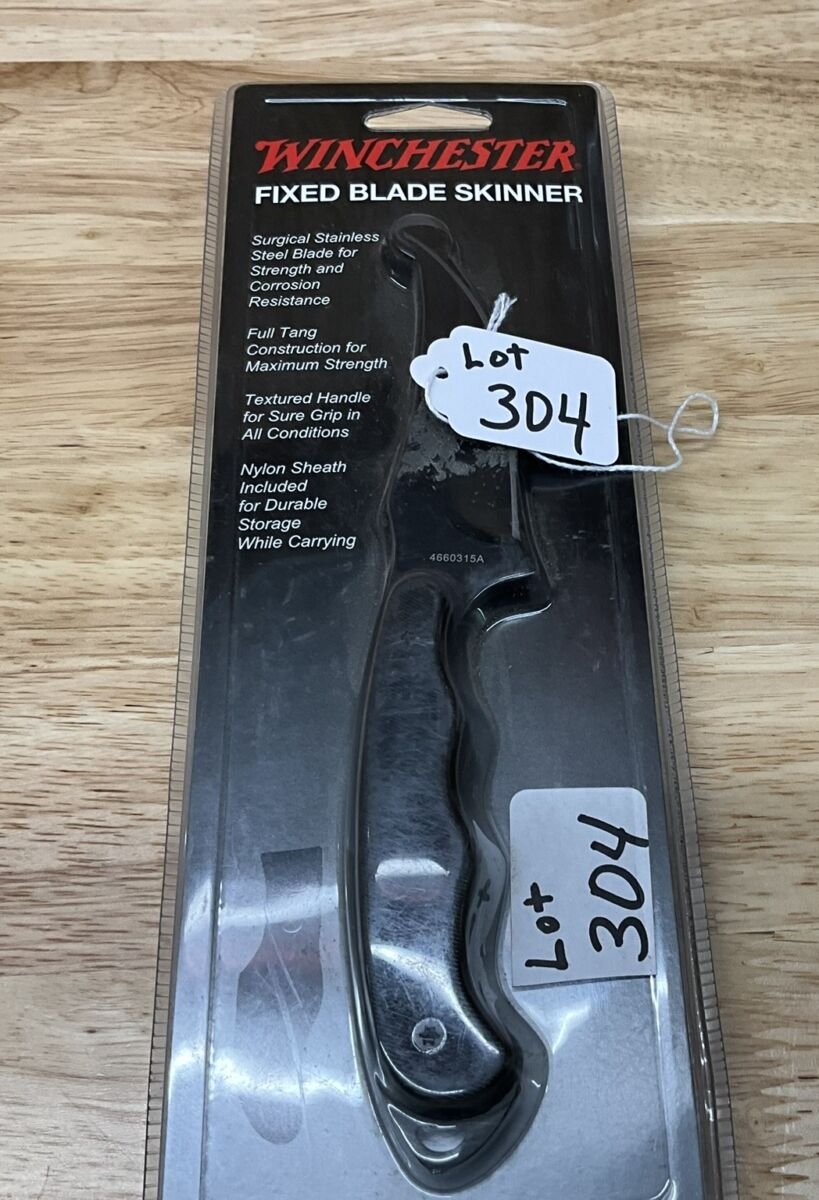 WINCHESTER
FIXED BLADE SKINNER
Surgical Stainless
Steel Blade for
Strength and
Corrosion
Resistance
Full Tang
Construction for
Maximum Strength
Textured Handle
for Sure Grip in
All Conditions
Nylon Sheath
Included
for Durable
Storage
While Carrying
Lot
304
4660315A
Lot
304